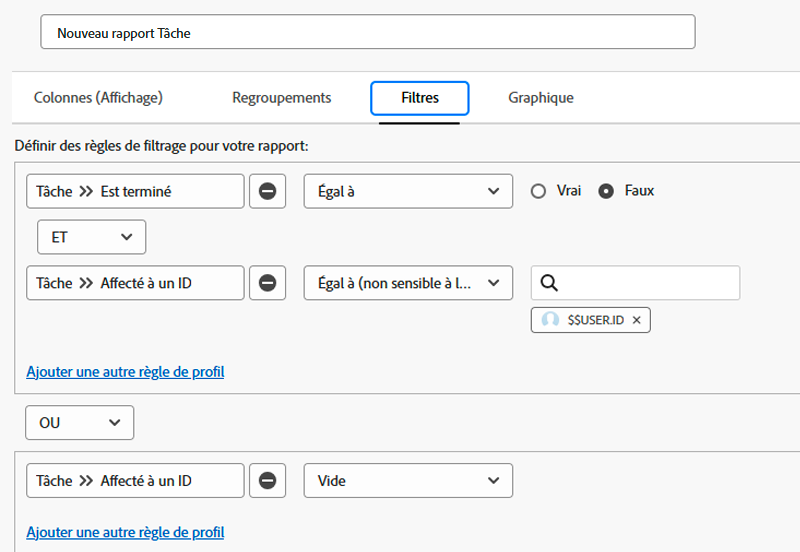 Nouveau rapport Tâche
Colonnes (Affichage) Regroupements Filtres Graphique
Définir des règles de filtrage pour votre rapport:
Tâche >> Est terminé Égal à Vrai Faux
ET
Tâche >> Affecté à un ID Égal à (non sensible à l...
$$USER.ID ×
Ajouter une autre règle de profil
OU
Tâche >> Affecté à un ID Vide
Ajouter une autre règle de profil